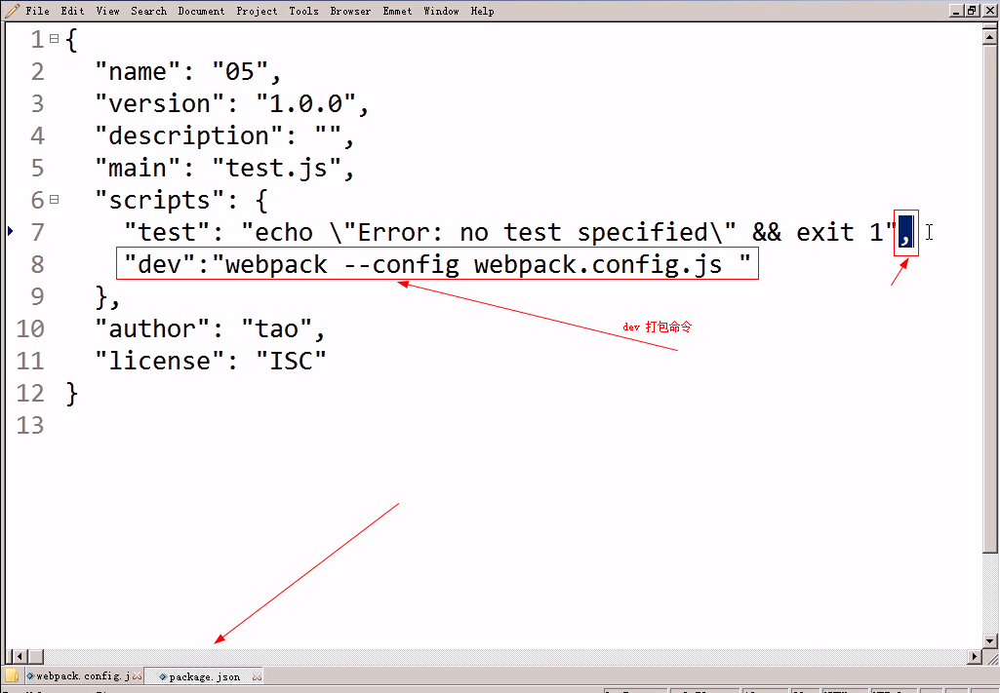 File Edit View Search Document Project Tools Browser Emmet Window Help
1 {
2 "name": "05",
3 "version": "1.0.0",
4 "description": "",
5 "main": "test.js",
6 "scripts": {
7 "test": "echo \"Error: no test specified\" && exit 1",
8 "dev":"webpack --config webpack.config.js "
9 },
dev 打包命令
10 "author": "tao",
11 "license": "ISC"
12 }
13
webpack.config.j package.json